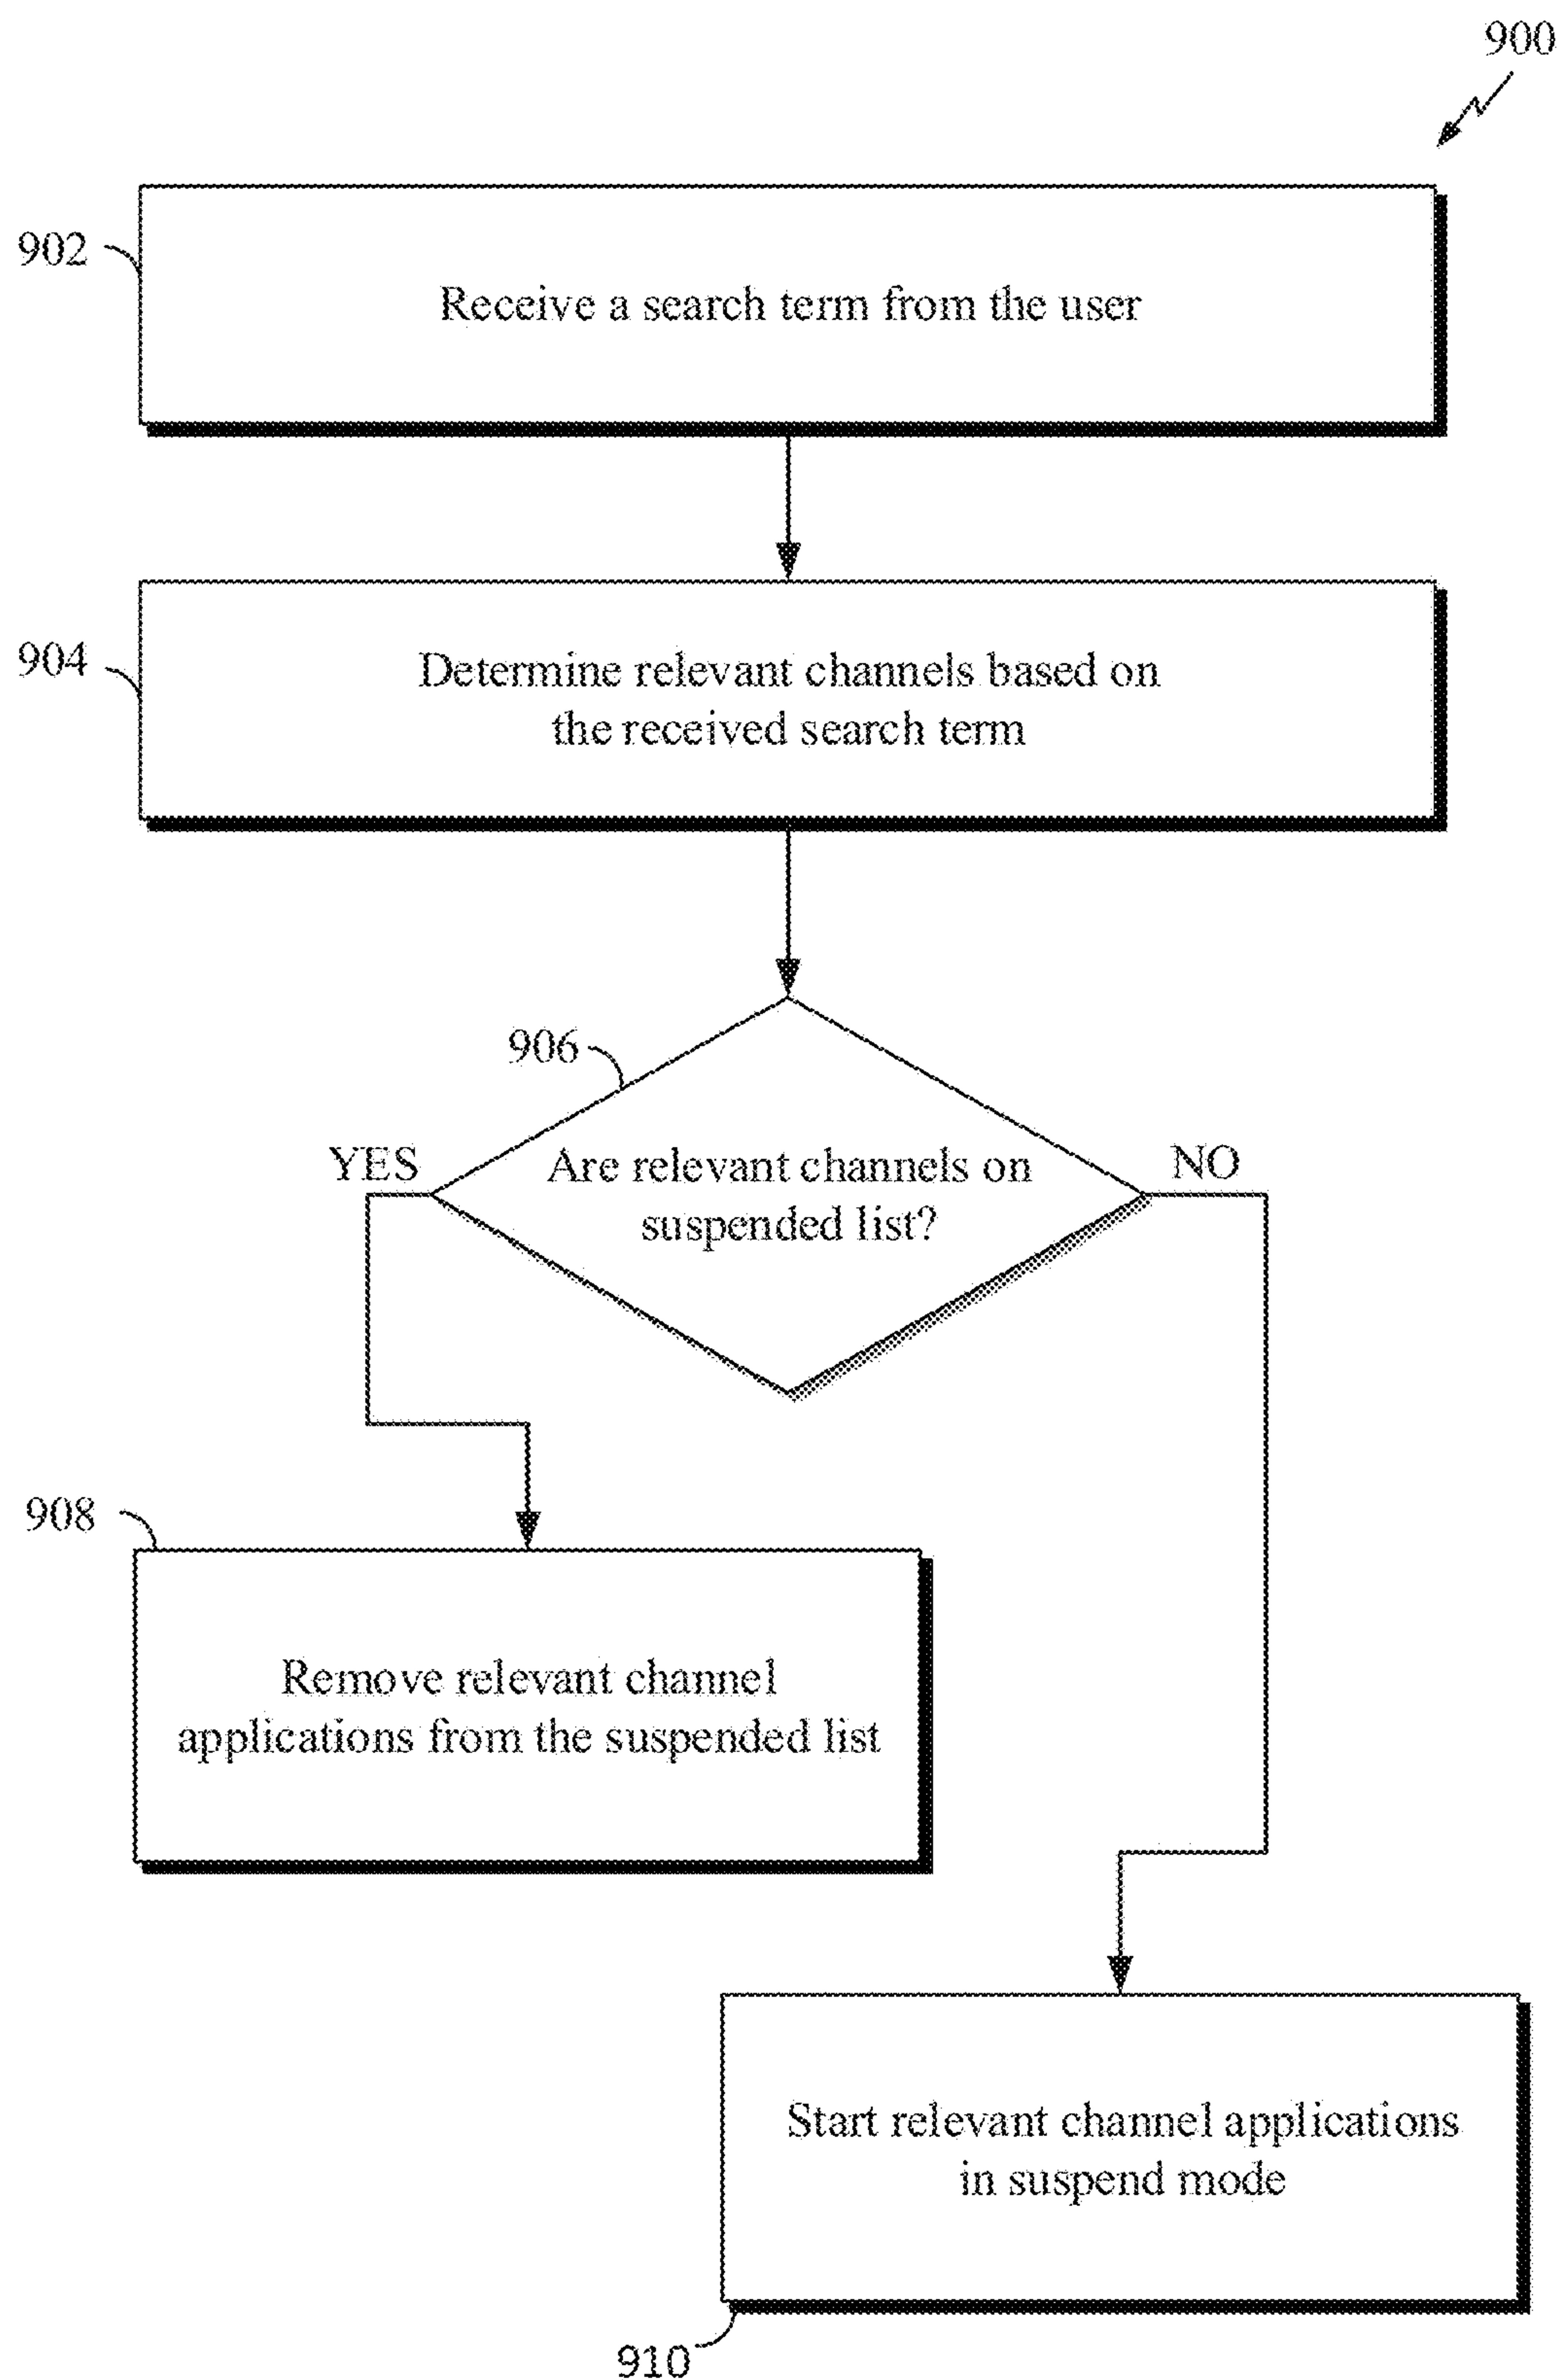 900
902
Receive a search term from the user
904
Determine relevant channels based on
the received search term
906
YES
Are relevant channels on
suspended list?
NO
908
Remove relevant channel
applications from the suspended list
Start relevant channel applications
in suspend mode
910